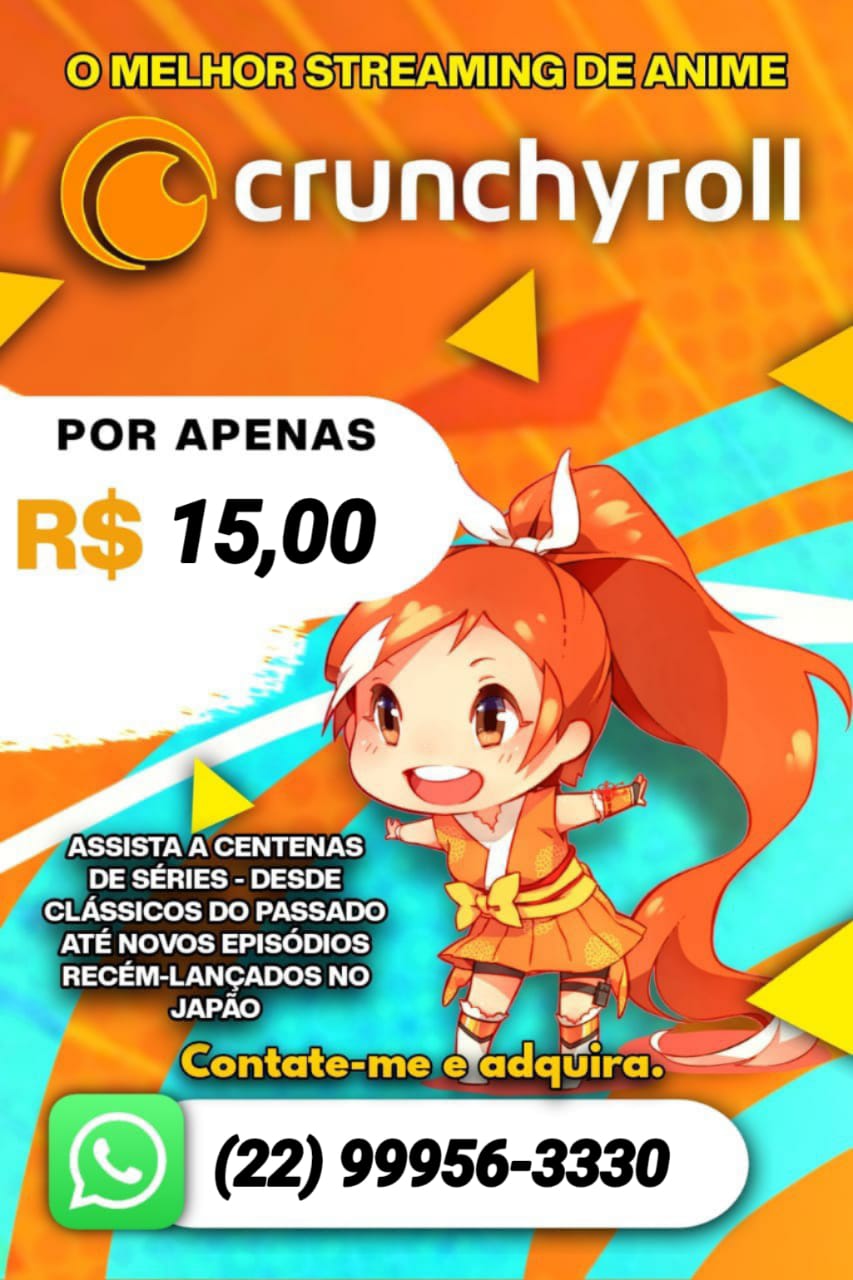 O MELHOR STREAMING DE ANIME
crunchyroll
POR APENAS
R$ 15,00
ASSISTA A CENTENAS
DE SÉRIES - DESDE
CLÁSSICOS DO PASSADO
ATÉ NOVOS EPISÓDIOS
RECÉM-LANÇADOS NO
JAPÃO
Contate-me e adquira.
(22) 99956-3330